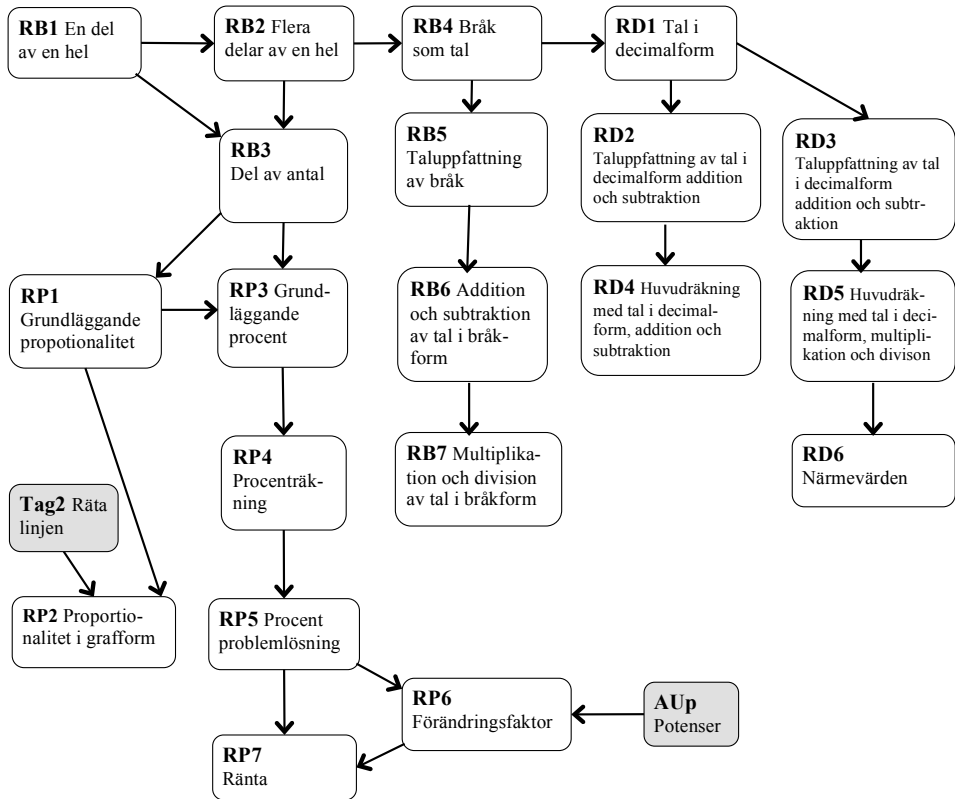 RB1 En del
av en hel
RB2 Flera
delar av en hel
RB4 Bråk
som tal
RD1 Tal i
decimalform
RB3
Del av antal
RB5
Taluppfattning
av bråk
RD2
Taluppfattning av tal i
decimalform addition
och subtraktion
RD3
Taluppfattning av tal
i decimalform
addition och subtr-
aktion
RP1
Grundläggande
propotionalitet
RP3 Grund-
läggande
procent
RB6 Addition
och subtraktion
av tal i bråk-
form
RD4 Huvudräkning
med tal i decimal-
form, addition och
subtraktion
RD5 Huvudräk-
ning med tal i deci-
malform, multipli-
kation och divison
RP4
Procenträk-
ning
RB7 Multiplika-
tion och division
av tal i bråkform
RD6
Närmevärden
Tag2 Räta
linjen
RP2 Proportio-
nalitet i grafform
RP5 Procent
problemlösning
RP6
Förändringsfaktor
AUp
Potenser
RP7
Ränta